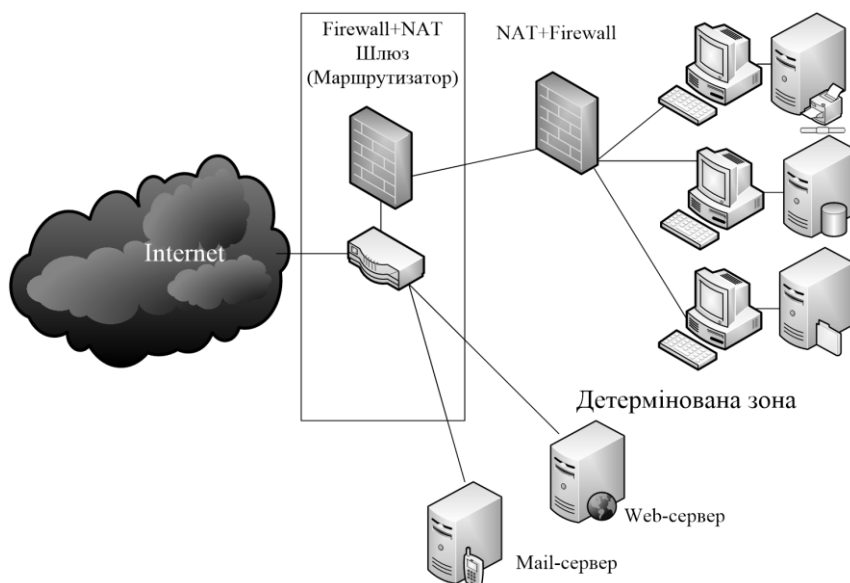 Firewall+NAT
Шлюз
(Маршрутизатор)
NAT+Firewall
Internet
Детермінована зона
Web-сервер
Mail-сервер